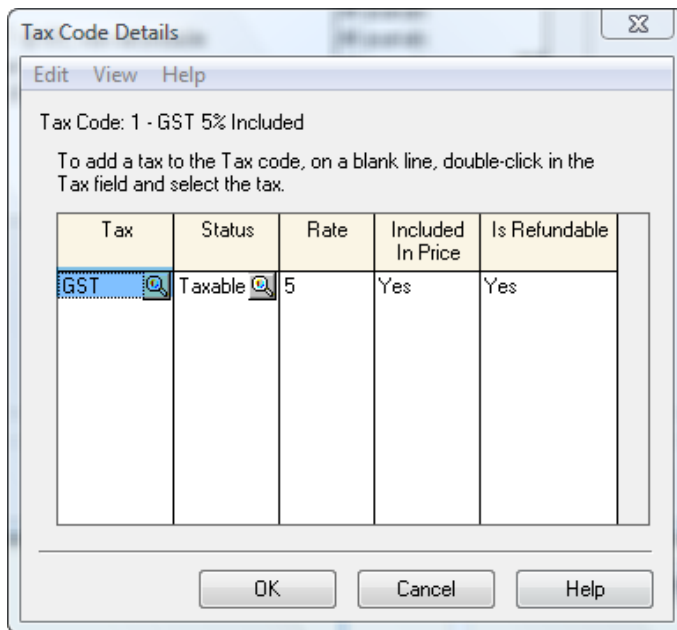 Tax Code Details
Edit View Help
Tax Code: 1 - GST 5% Included
To add a tax to the Tax code, on a blank line, double-click in the
Tax field and select the tax.
Tax Status Rate Included In Price Is Refundable
GST Taxable 5 Yes Yes
OK Cancel Help